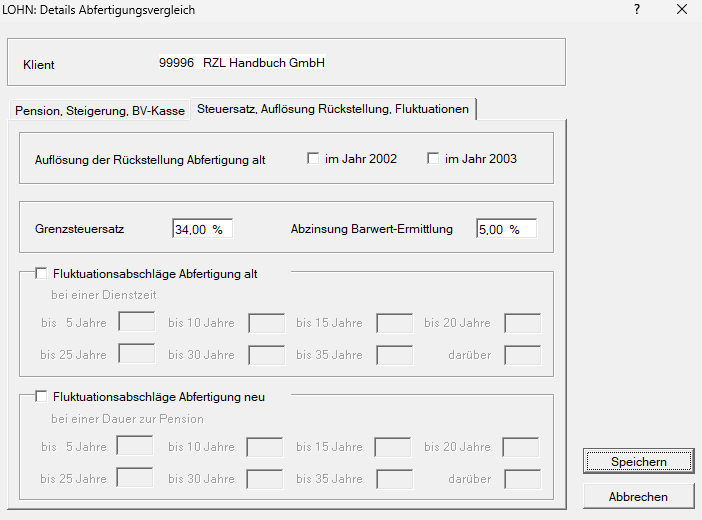 LOHN: Details Abfertigungsvergleich ?
Klient 99996 RZL Handbuch GmbH
Pension, Steigerung, BV-Kasse Steuersatz, Auflösung Rückstellung, Fluktuationen
Auflösung der Rückstellung Abfertigung alt im Jahr 2002 im Jahr 2003
Grenzsteuersatz 34,00 % Abzinsung Barwert-Ermittlung 5,00 %
Fluktuationsabschläge Abfertigung alt
bei einer Dienstzeit
bis 5 Jahre bis 10 Jahre bis 15 Jahre bis 20 Jahre
bis 25 Jahre bis 30 Jahre bis 35 Jahre darüber
Fluktuationsabschläge Abfertigung neu
bei einer Dauer zur Pension
bis 5 Jahre bis 10 Jahre bis 15 Jahre bis 20 Jahre
bis 25 Jahre bis 30 Jahre bis 35 Jahre darüber
Speichern
Abbrechen